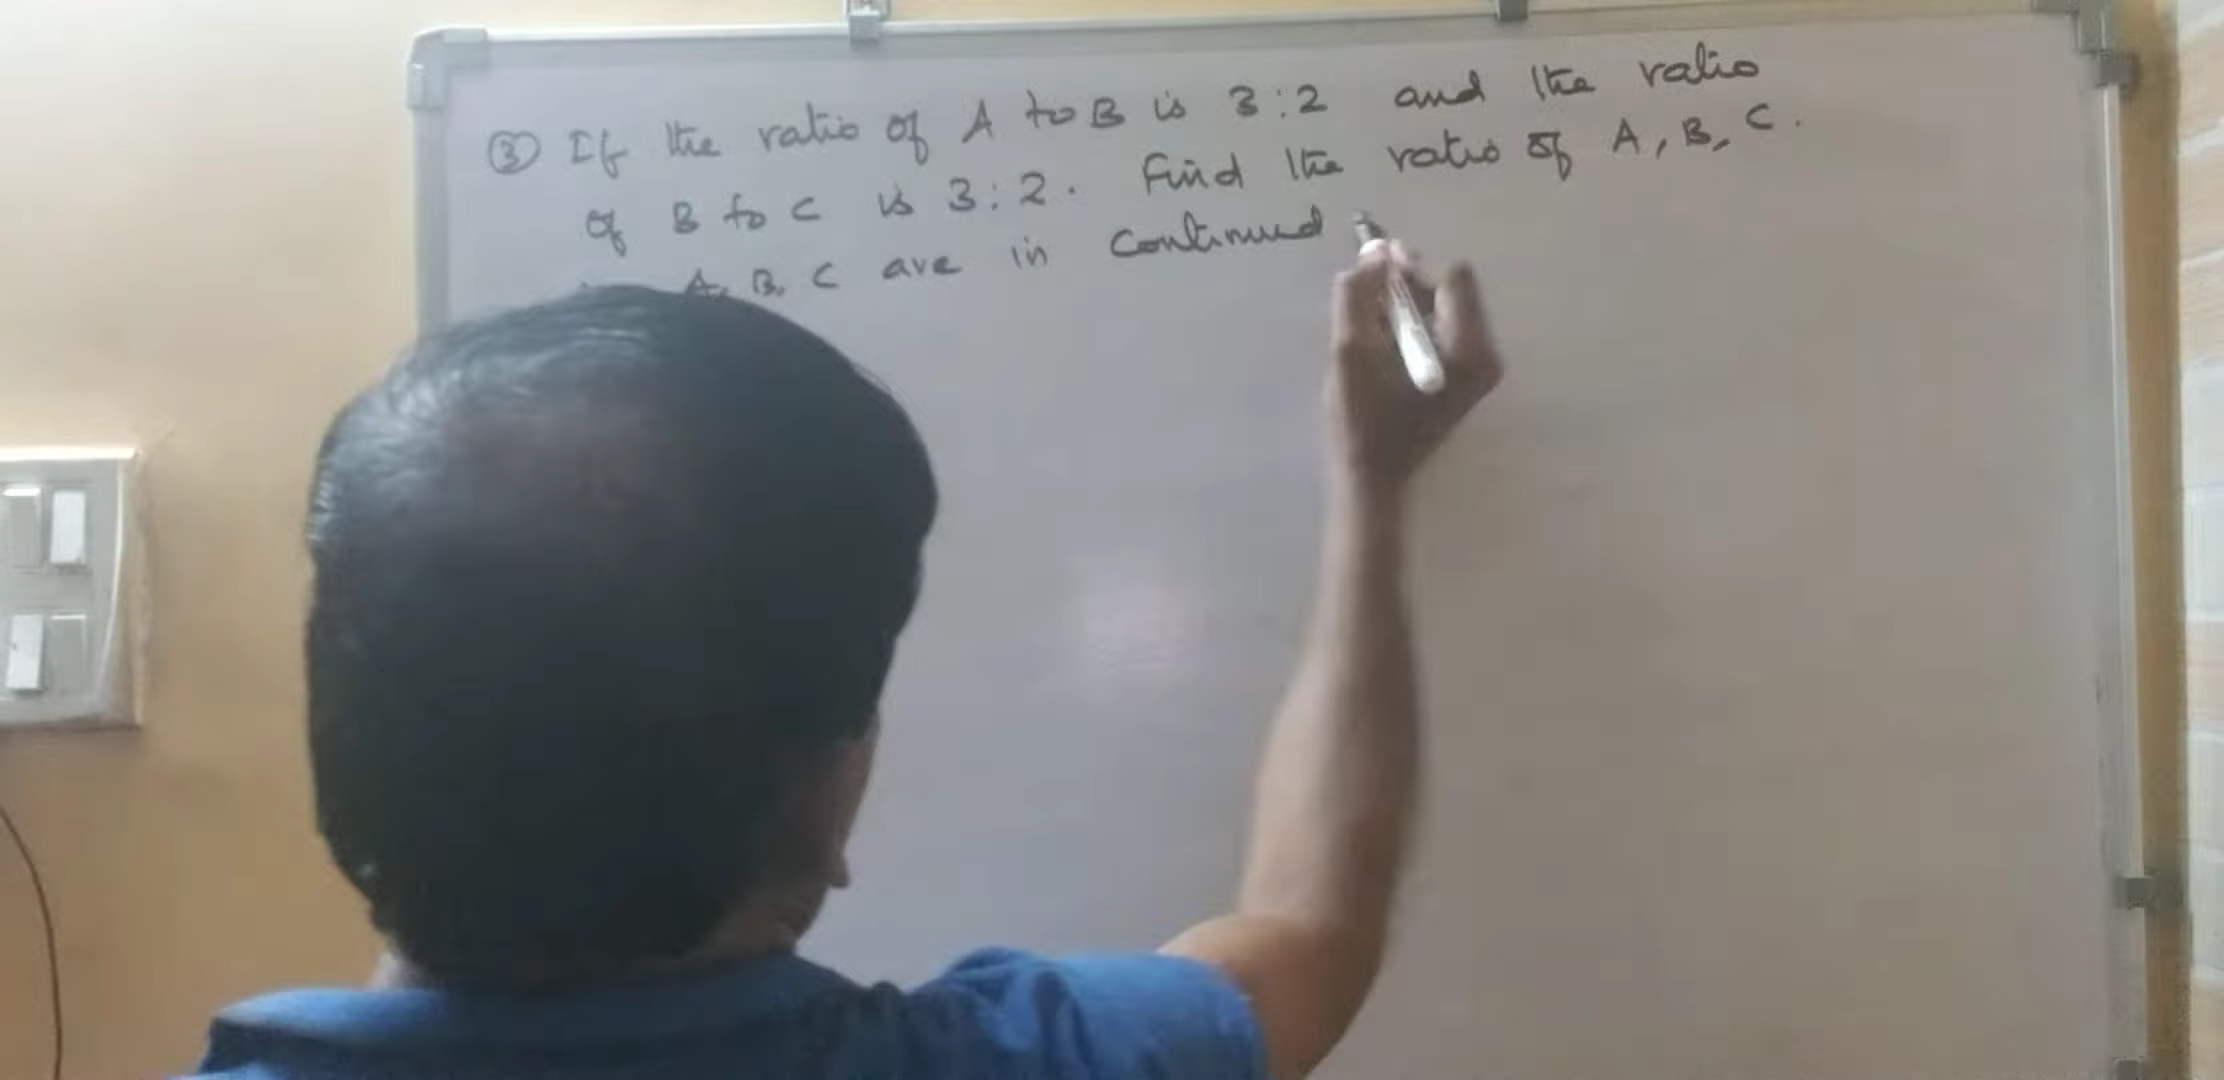 ③ If the ratio of A to B is 3:2 and the ratio
of B to C is 3:2. Find the ratio of A, B, C.
A, B, C are in continued